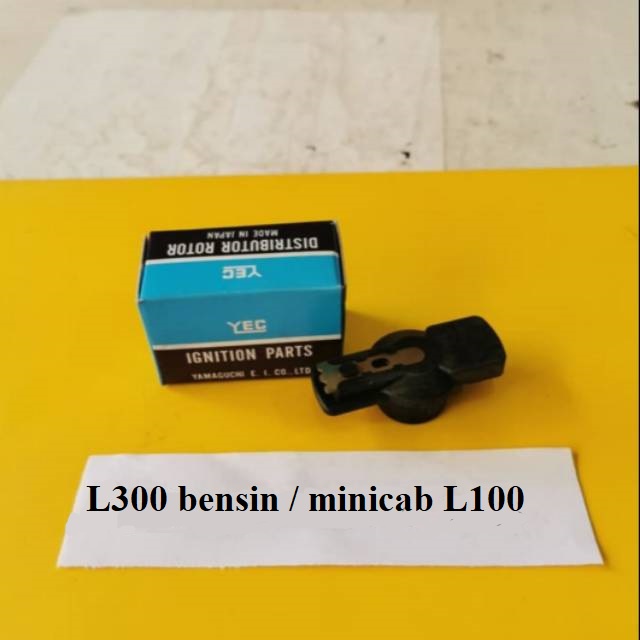 DISTRIBUTOR ROTOR
MADE IN JAPAN
YEC
YEC
IGNITION PARTS
YAMAGUCHI E. I. CO., LTD
L300 bensin / minicab L100